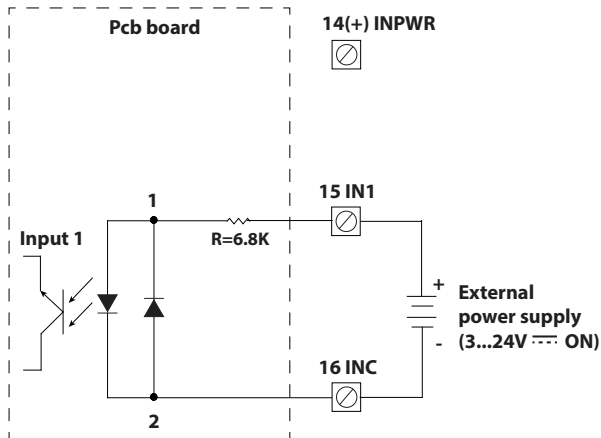 Pcb board
14(+) INPWR
1
15 IN1
Input 1
R=6.8K
+
External
power supply
- (3...24V ⎓ ON)
16 INC
2